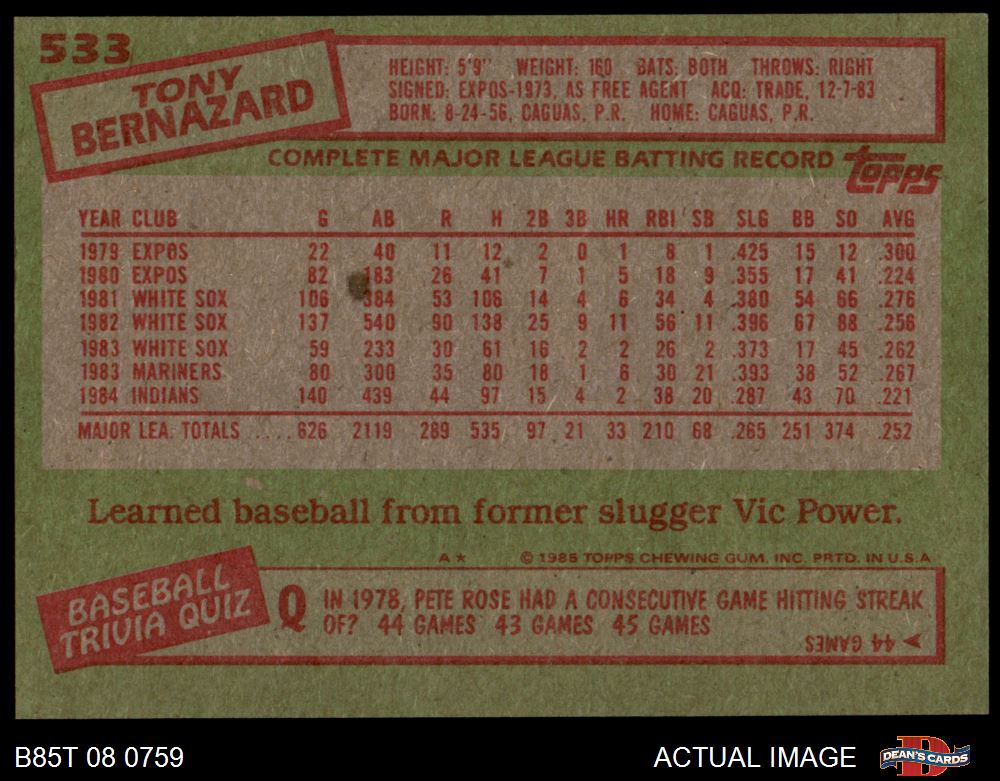 533
TONY
BERNAZARD
HEIGHT: 5'9" WEIGHT: 160 BATS: BOTH THROWS: RIGHT
SIGNED: EXPOS-1973, AS FREE AGENT ACQ: TRADE, 12-7-83
BORN: 8-24-56, CAGUAS, P.R. HOME: CAGUAS, P.R.
COMPLETE MAJOR LEAGUE BATTING RECORD topps
YEAR CLUB G AB R H 2B 3B HR RBI SB SLG BB SO AVG
1979 EXPOS 22 40 11 12 2 0 1 8 1 .425 15 12 .300
1980 EXPOS 82 183 26 41 7 1 5 18 9 .355 17 41 .224
1981 WHITE SOX 106 384 53 106 14 4 6 34 4 .380 54 66 .276
1982 WHITE SOX 137 540 90 138 25 9 11 56 11 .396 67 88 .256
1983 WHITE SOX 59 233 30 61 16 2 2 26 2 .373 17 45 .262
1983 MARINERS 80 300 35 80 18 1 6 30 21 .393 38 52 .267
1984 INDIANS 140 439 44 97 15 4 2 38 20 .287 43 70 .221
MAJOR LEA. TOTALS ..... 626 2119 289 535 97 21 33 210 68 .265 251 374 .252
Learned baseball from former slugger Vic Power.
A* © 1985 TOPPS CHEWING GUM, INC. PRTD. IN U.S.A.
BASEBALL
TRIVIA QUIZ
Q IN 1978, PETE ROSE HAD A CONSECUTIVE GAME HITTING STREAK
OF? 44 GAMES 43 GAMES 45 GAMES
44 GAMES
B85T 08 0759 ACTUAL IMAGE DEAN'S CARDS